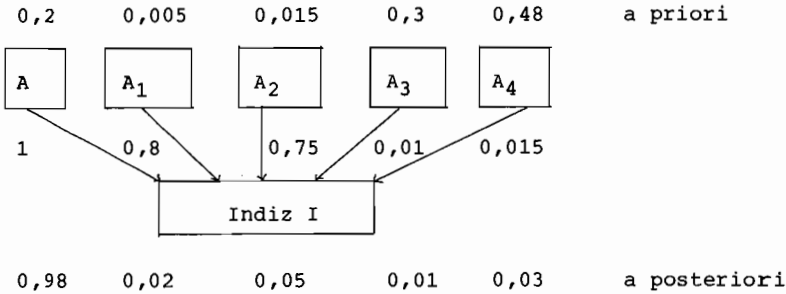 0,2 0,005 0,015 0,3 0,48 a priori
A A1 A2 A3 A4
1 0,8 0,75 0,01 0,015
Indiz I
0,98 0,02 0,05 0,01 0,03 a posteriori